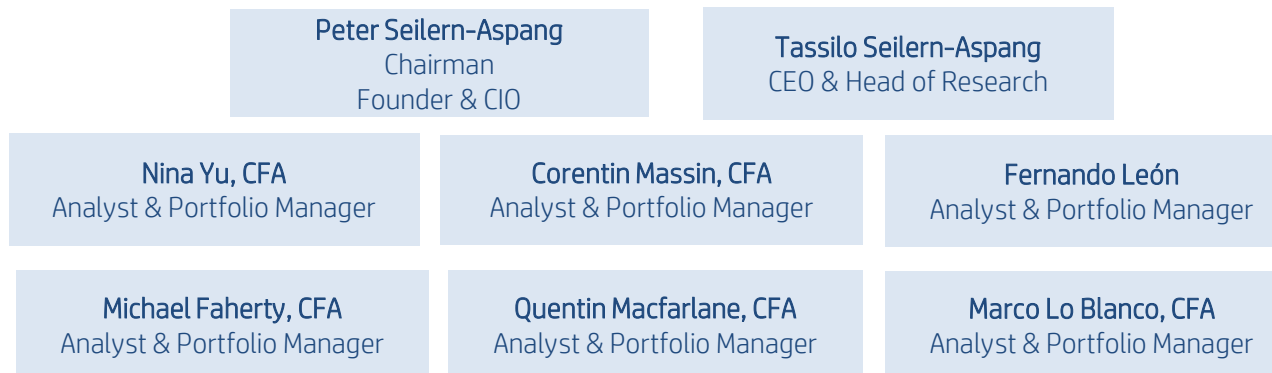 Peter Seilern-Aspang
Chairman
Founder & CIO
Tassilo Seilern-Aspang
CEO & Head of Research
Nina Yu, CFA
Analyst & Portfolio Manager
Corentin Massin, CFA
Analyst & Portfolio Manager
Fernando León
Analyst & Portfolio Manager
Michael Faherty, CFA
Analyst & Portfolio Manager
Quentin Macfarlane, CFA
Analyst & Portfolio Manager
Marco Lo Blanco, CFA
Analyst & Portfolio Manager